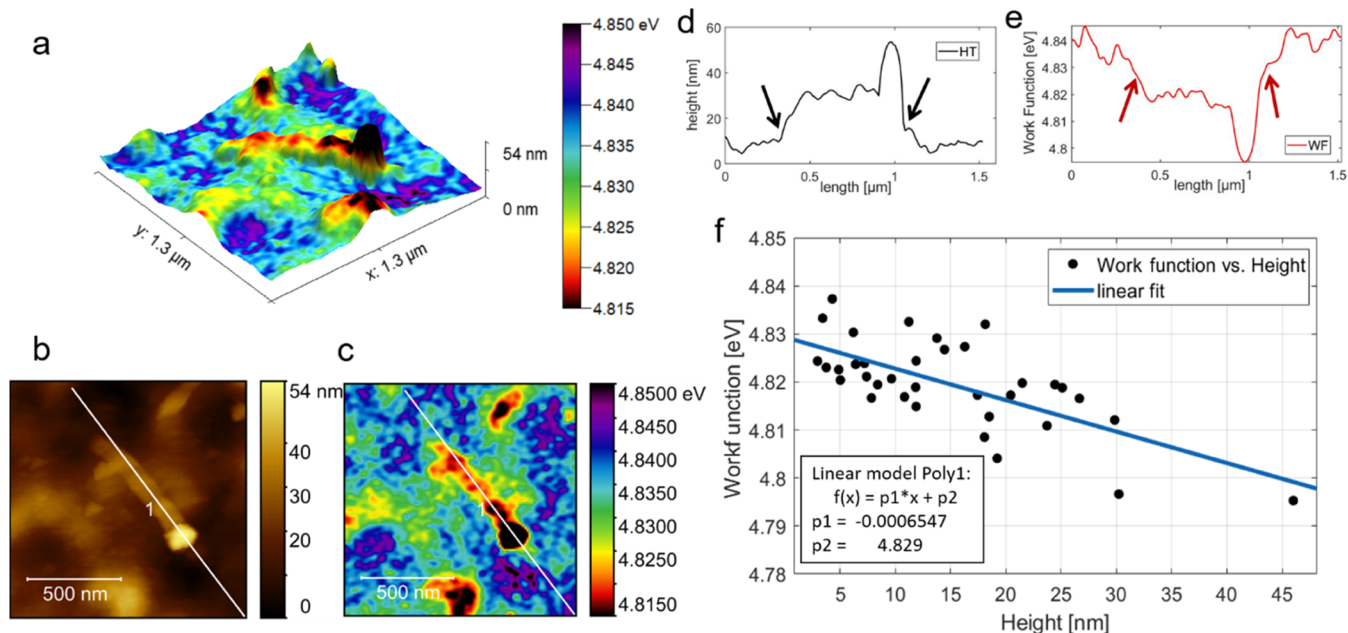 a
4.850 eV
4.845
4.840
4.835
4.830
4.825
4.820
4.815
54 nm
0 nm
y: 1.3 µm
x: 1.3 µm
d
60
40
20
0
height [nm]
HT
0
0.5
1
1.5
length [µm]
e
4.84
4.83
4.82
4.81
4.8
Work Function [eV]
WF
0
0.5
1
1.5
length [µm]
b
1
500 nm
54 nm
40
30
20
10
0
c
1
500 nm
4.8500 eV
4.8450
4.8400
4.8350
4.8300
4.8250
4.8200
4.8150
f
4.85
4.84
4.83
4.82
4.81
4.8
4.79
4.78
Workf unction [eV]
Work function vs. Height
linear fit
Linear model Poly1:
f(x) = p1*x + p2
p1 = -0.0006547
p2 = 4.829
5
10
15
20
25
30
35
40
45
Height [nm]